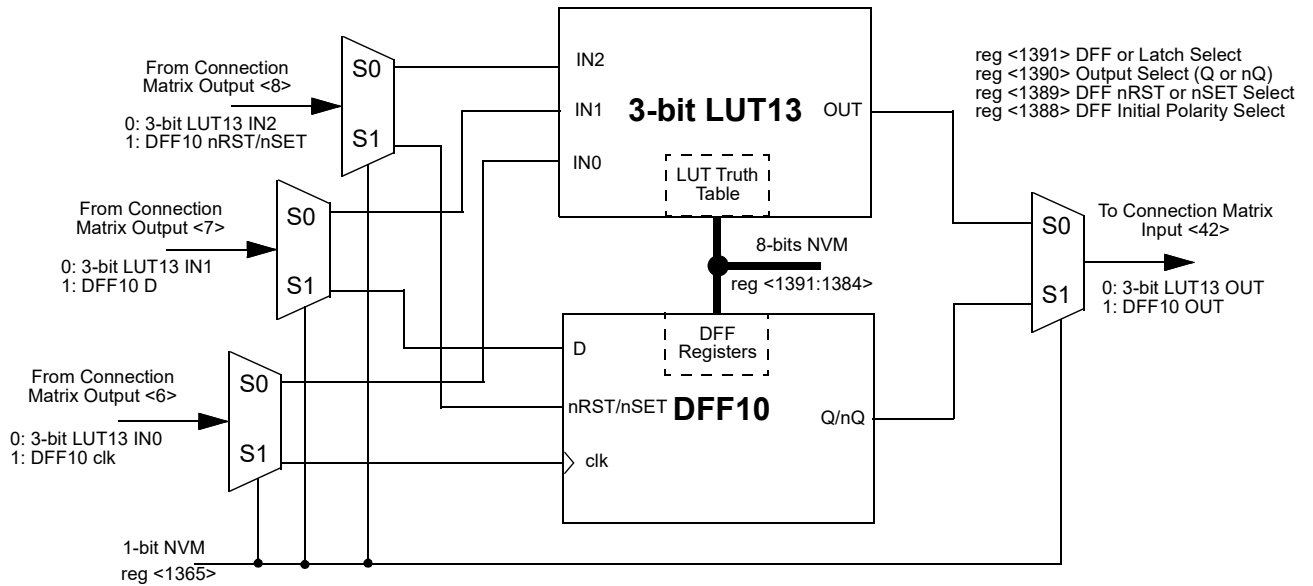 From Connection
Matrix Output <8>
0: 3-bit LUT13 IN2
1: DFF10 nRST/nSET
S0
S1
From Connection
Matrix Output <7>
0: 3-bit LUT13 IN1
1: DFF10 D
S0
S1
From Connection
Matrix Output <6>
0: 3-bit LUT13 IN0
1: DFF10 clk
S0
S1
1-bit NVM
reg <1365>
IN2
IN1
IN0
3-bit LUT13
OUT
LUT Truth
Table
8-bits NVM
reg <1391:1384>
DFF
Registers
D
nRST/nSET
DFF10
clk
Q/nQ
reg <1391> DFF or Latch Select
reg <1390> Output Select (Q or nQ)
reg <1389> DFF nRST or nSET Select
reg <1388> DFF Initial Polarity Select
S0
S1
To Connection Matrix
Input <42>
0: 3-bit LUT13 OUT
1: DFF10 OUT